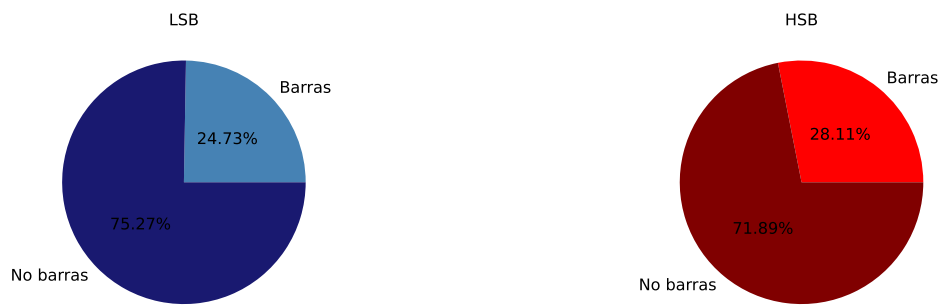 LSB
Barras
24.73%
75.27%
No barras
HSB
Barras
28.11%
71.89%
No barras